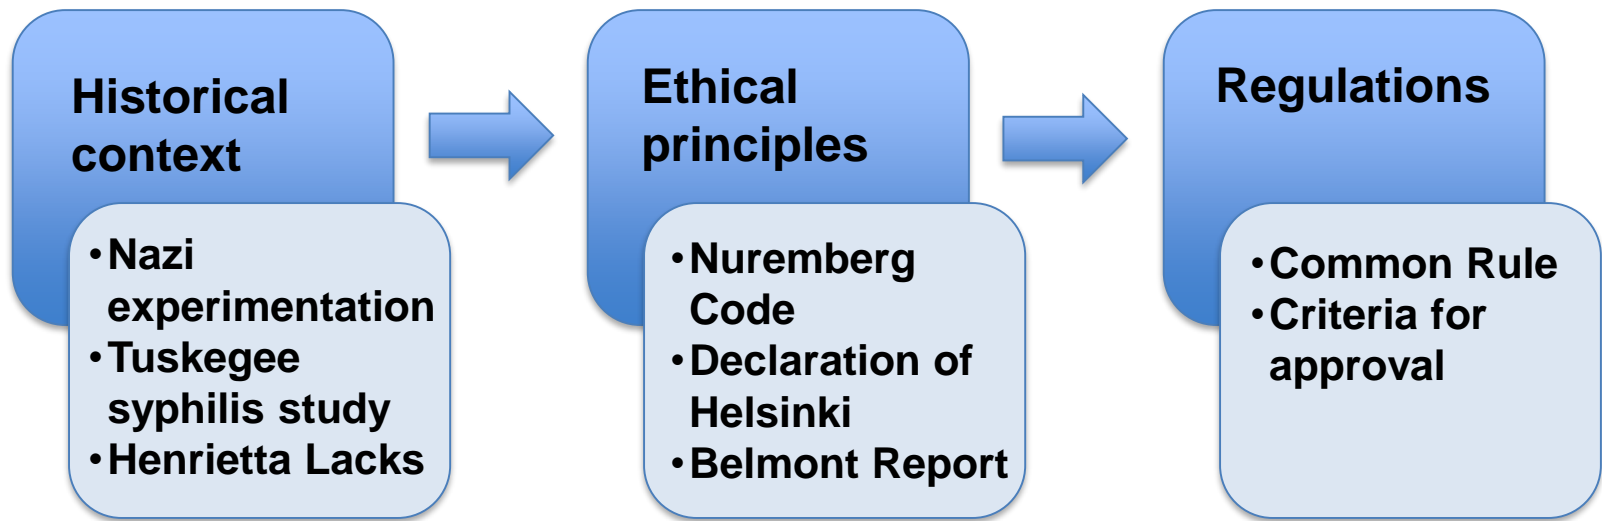 Historical
context
•Nazi
experimentation
•Tuskegee
syphilis study
•Henrietta Lacks
Ethical
principles
•Nuremberg
Code
•Declaration of
Helsinki
•Belmont Report
Regulations
•Common Rule
•Criteria for
approval